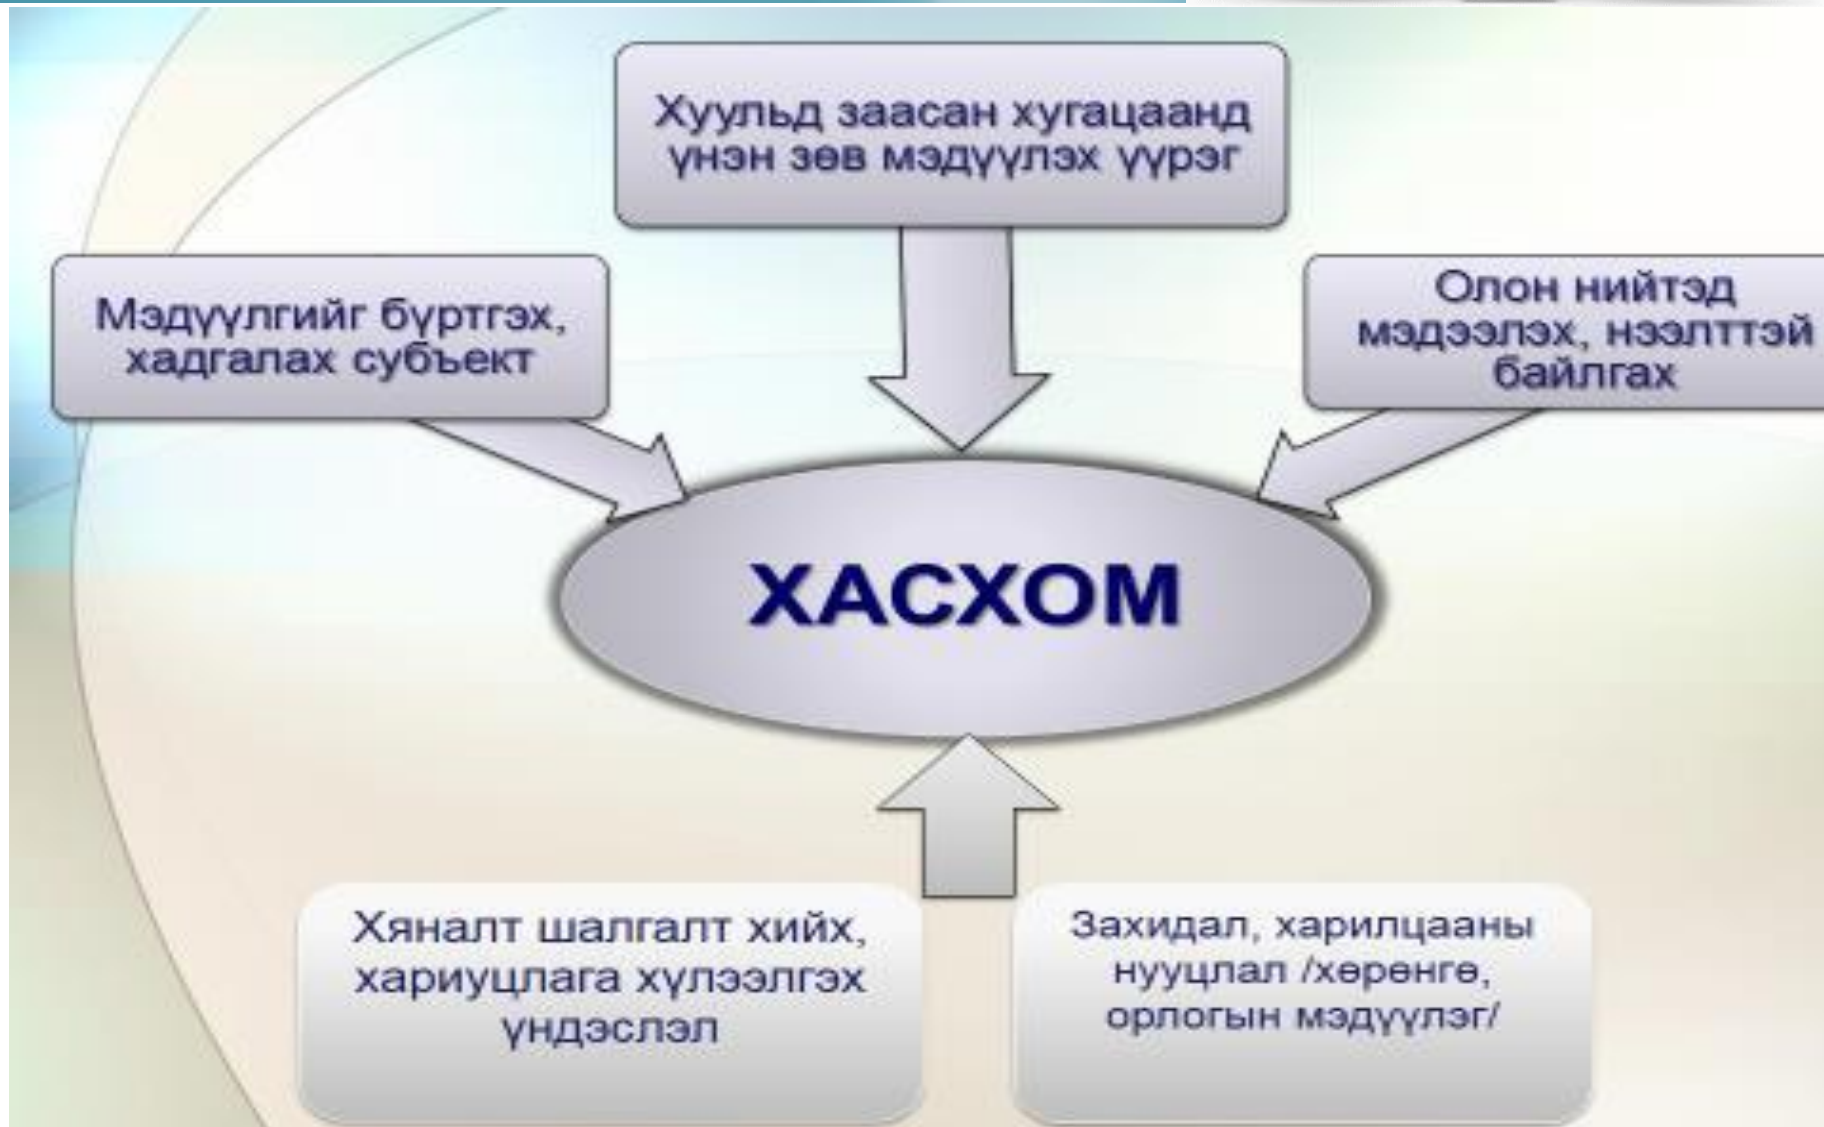 Хуульд заасан хугацаанд
үнэн зөв мэдүүлэх үүрэг
Мэдүүлгийг бүртгэх,
хадгалах субъект
Олон нийтэд
мэдээлэх, нээлттэй
байлгах
ХАСХОМ
Хяналт шалгалт хийх,
хариуцлага хүлээлгэх
үндэслэл
Захидал, харилцааны
нууцлал /хөрөнгө,
орлогын мэдүүлэг/